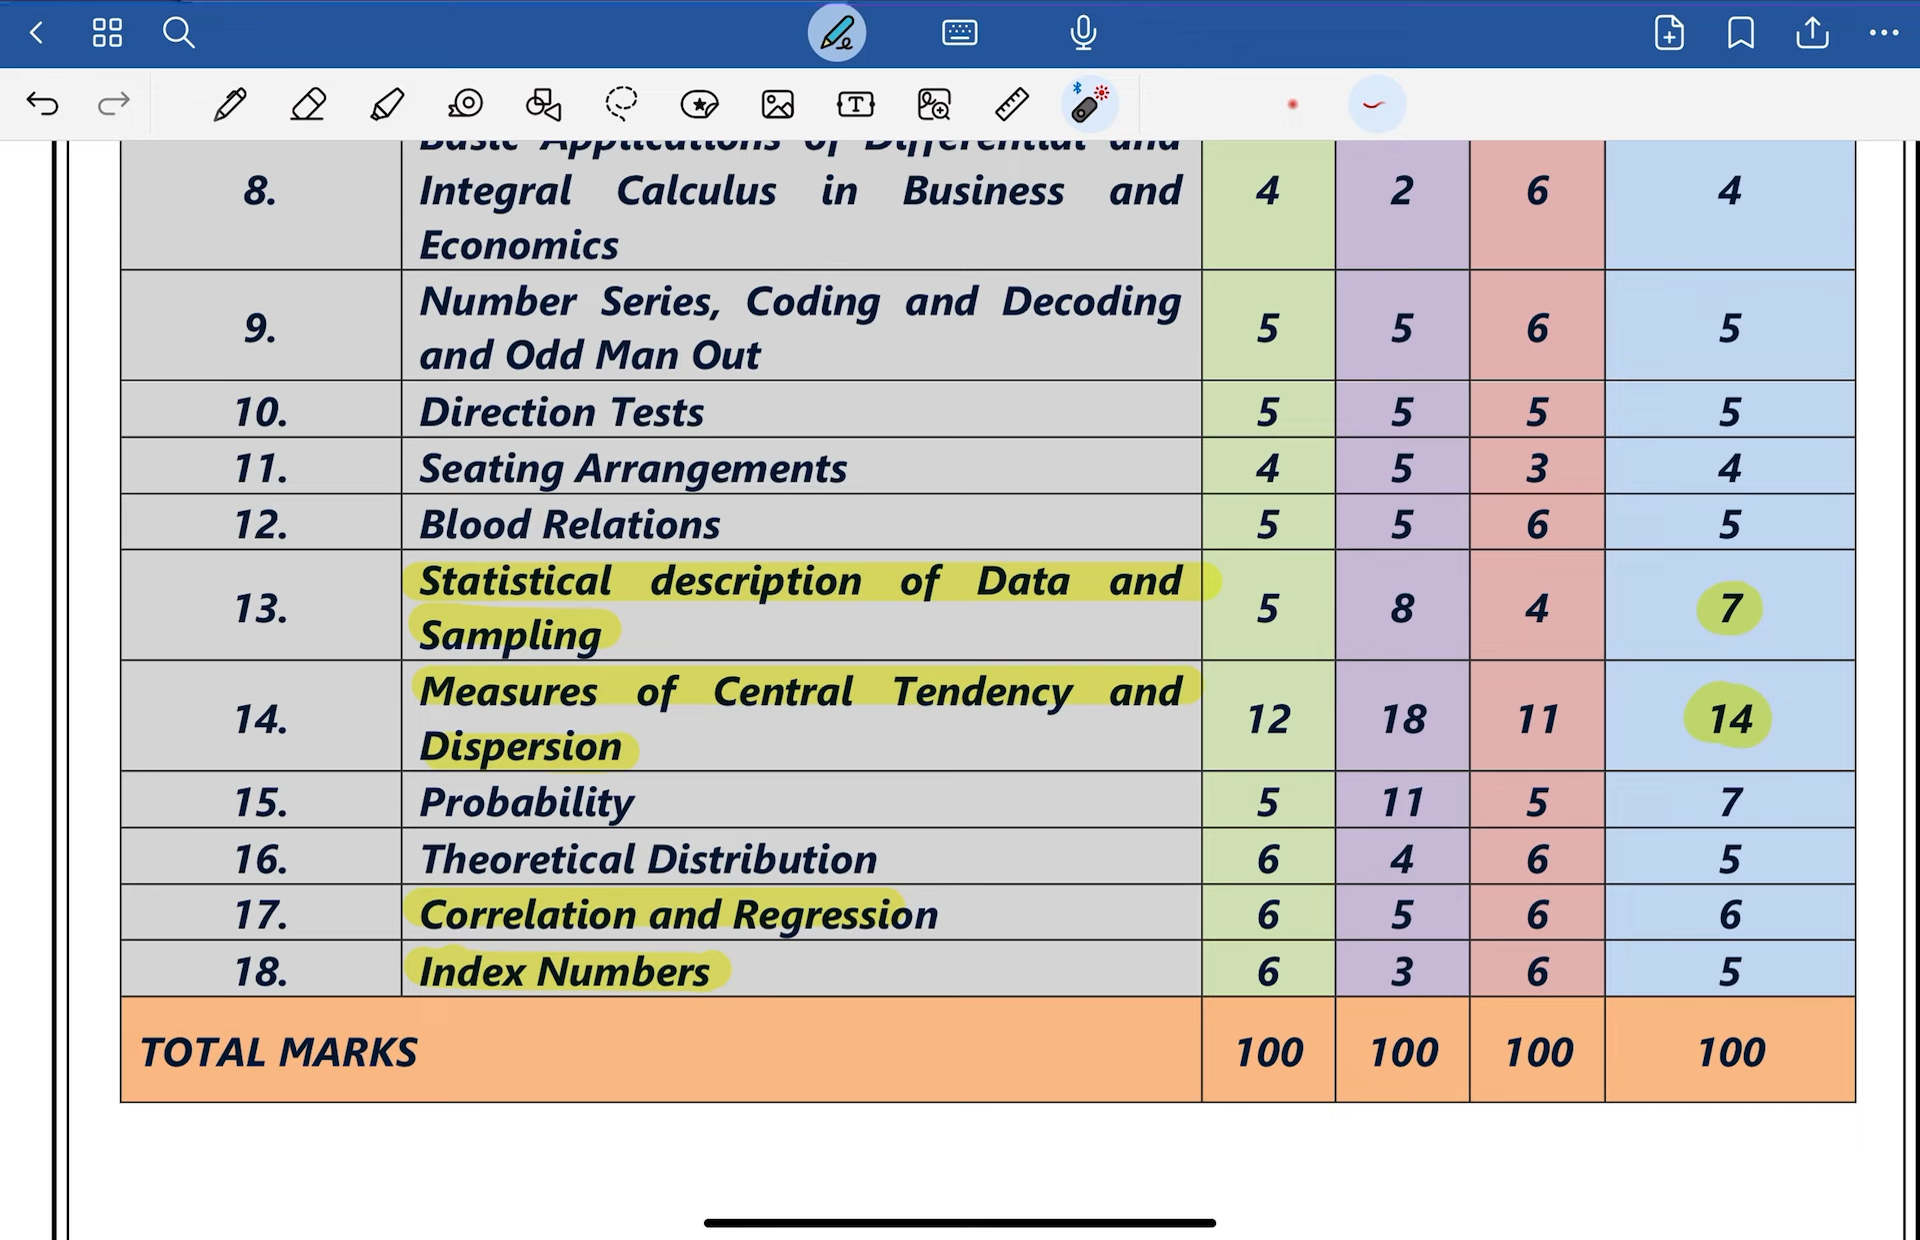 Basic Applications of Differential and
8. Integral Calculus in Business and 4 2 6 4
Economics
Number Series, Coding and Decoding
9. 5 5 6 5
and Odd Man Out
10. Direction Tests 5 5 5 5
11. Seating Arrangements 4 5 3 4
12. Blood Relations 5 5 6 5
Statistical description of Data and
13. 5 8 4 7
Sampling
Measures of Central Tendency and
14. 12 18 11 14
Dispersion
15. Probability 5 11 5 7
16. Theoretical Distribution 6 4 6 5
17. Correlation and Regression 6 5 6 6
18. Index Numbers 6 3 6 5
TOTAL MARKS 100 100 100 100